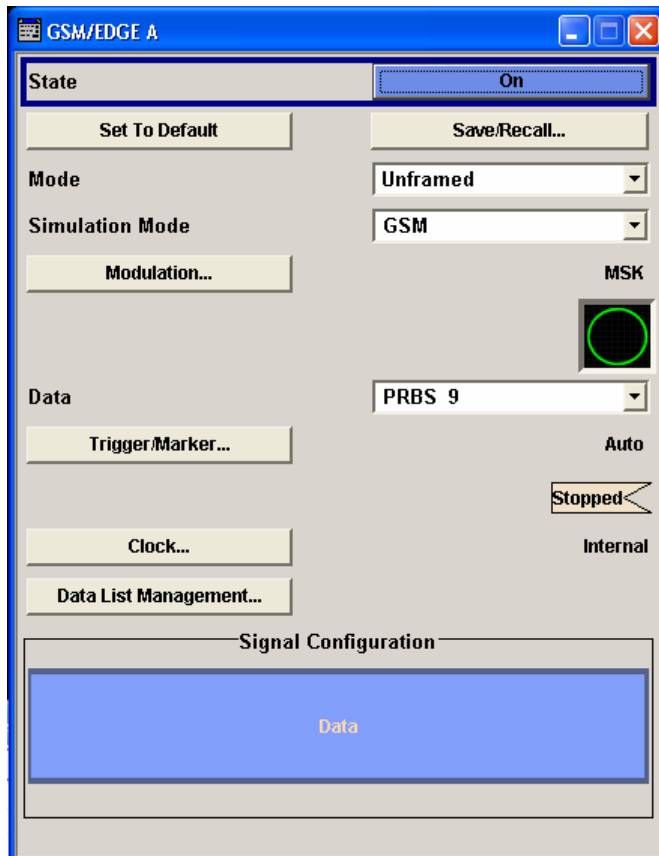 GSM/EDGE A
State On
Set To Default Save/Recall...
Mode Unframed
Simulation Mode GSM
Modulation... MSK
Data PRBS 9
Trigger/Marker... Auto
Stopped
Clock... Internal
Data List Management...
Signal Configuration
Data